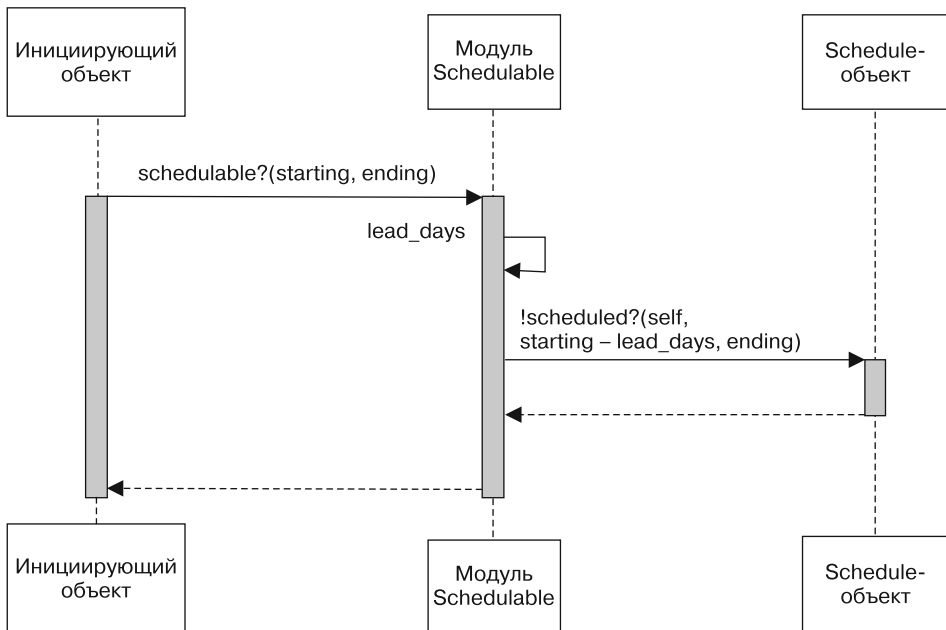 Инициирующий
объект
Модуль
Schedulable
Schedule-
объект
schedulable?(starting, ending)
lead_days
!scheduled?(self,
starting – lead_days, ending)
Инициирующий
объект
Модуль
Schedulable
Schedule-
объект